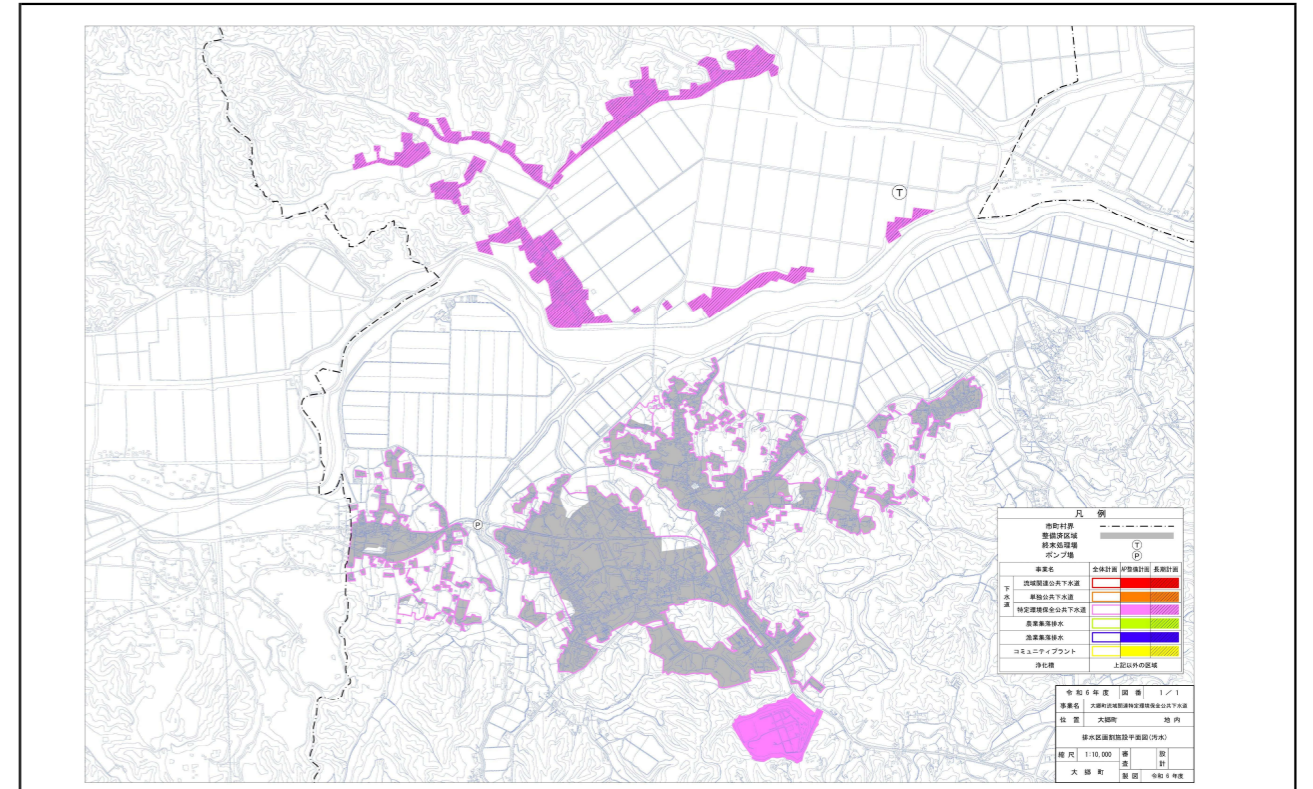 T
P
凡 例
市町村界
整備済区域
終末処理場 T
ポンプ場 P
事業名 全体計画 AP整備計画 長期計画
下水道
流域関連公共下水道
単独公共下水道
特定環境保全公共下水道
農業集落排水
漁業集落排水
コミュニティプラント
浄化槽 上記以外の区域
令和6年度 図番 1/1
事業名 大郷町流域関連特定環境保全公共下水道
位置 大郷町 地内
排水区画割施設平面図(汚水)
縮尺 1:10,000 審査 設計
大郷町 製図 令和6年度